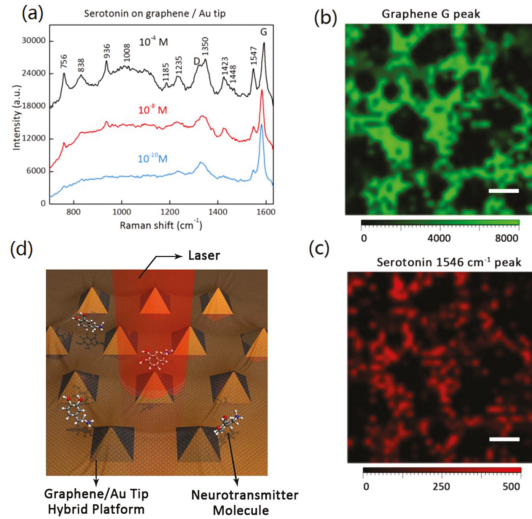 (a)
Serotonin on graphene / Au tip
G
10⁻⁴ M
756
838
936
1008
1185
1235
D
1350
1423
1448
1547
10⁻⁸ M
10⁻¹⁰ M
30000
24000
18000
12000
6000
0
Intensity (a.u.)
800 1000 1200 1400 1600
Raman shift (cm⁻¹)
(b)
Graphene G peak
0 4000 8000
(c)
Serotonin 1546 cm⁻¹ peak
0 250 500
(d)
Laser
Graphene/Au Tip
Hybrid Platform
Neurotransmitter
Molecule